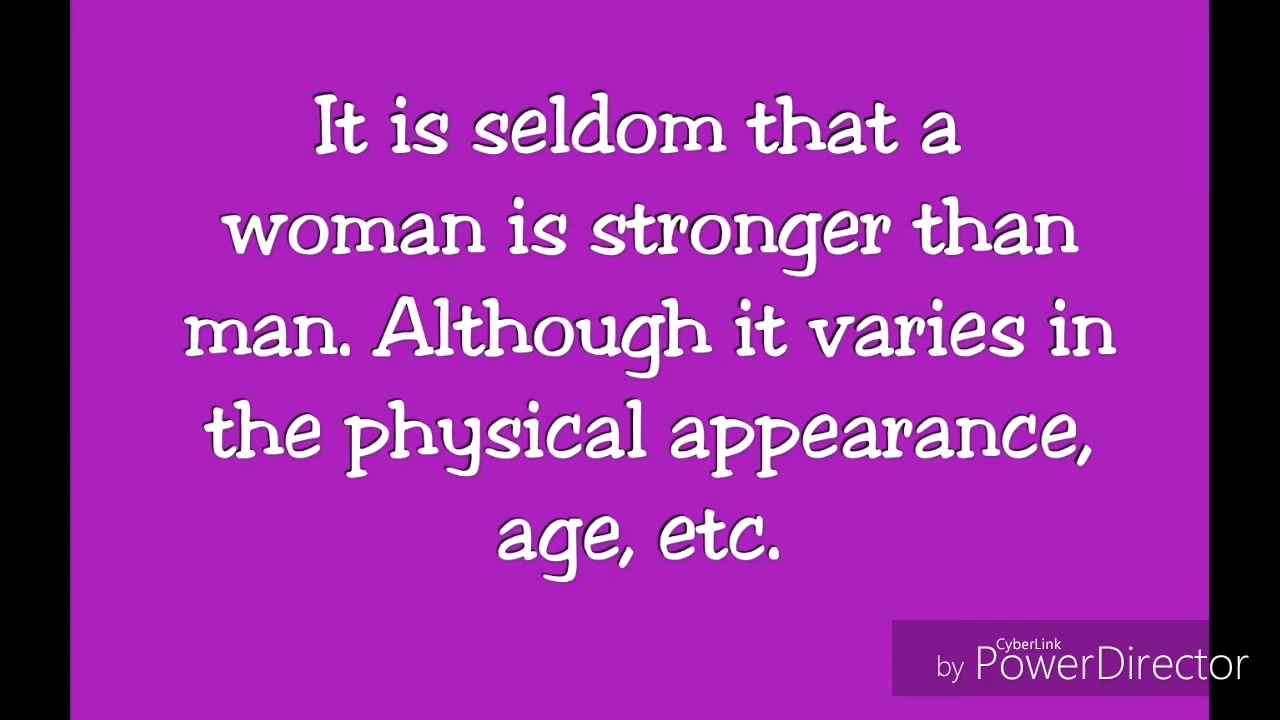 It is seldom that a
woman is stronger than
man. Although it varies in
the physical appearance,
age, etc.
CyberLink
by PowerDirector